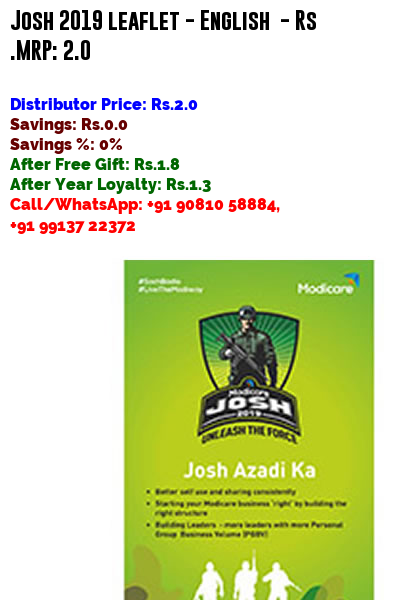 Josh 2019 leaflet - English - Rs
.MRP: 2.0
Distributor Price: Rs.2.0
Savings: Rs.0.0
Savings %: 0%
After Free Gift: Rs.1.8
After Year Loyalty: Rs.1.3
Call/WhatsApp: +91 90810 58884,
+91 99137 22372
#SochBadlo
#LiveTheModiway
Modicare
Modicare
JOSH
2019
UNLEASH THE FORCE
Josh Azadi Ka
• Better self use and sharing consistently
• Starting your Modicare business 'right' by building the
right structure
• Building Leaders - more leaders with more Personal
Group Business Volume (PGBV)